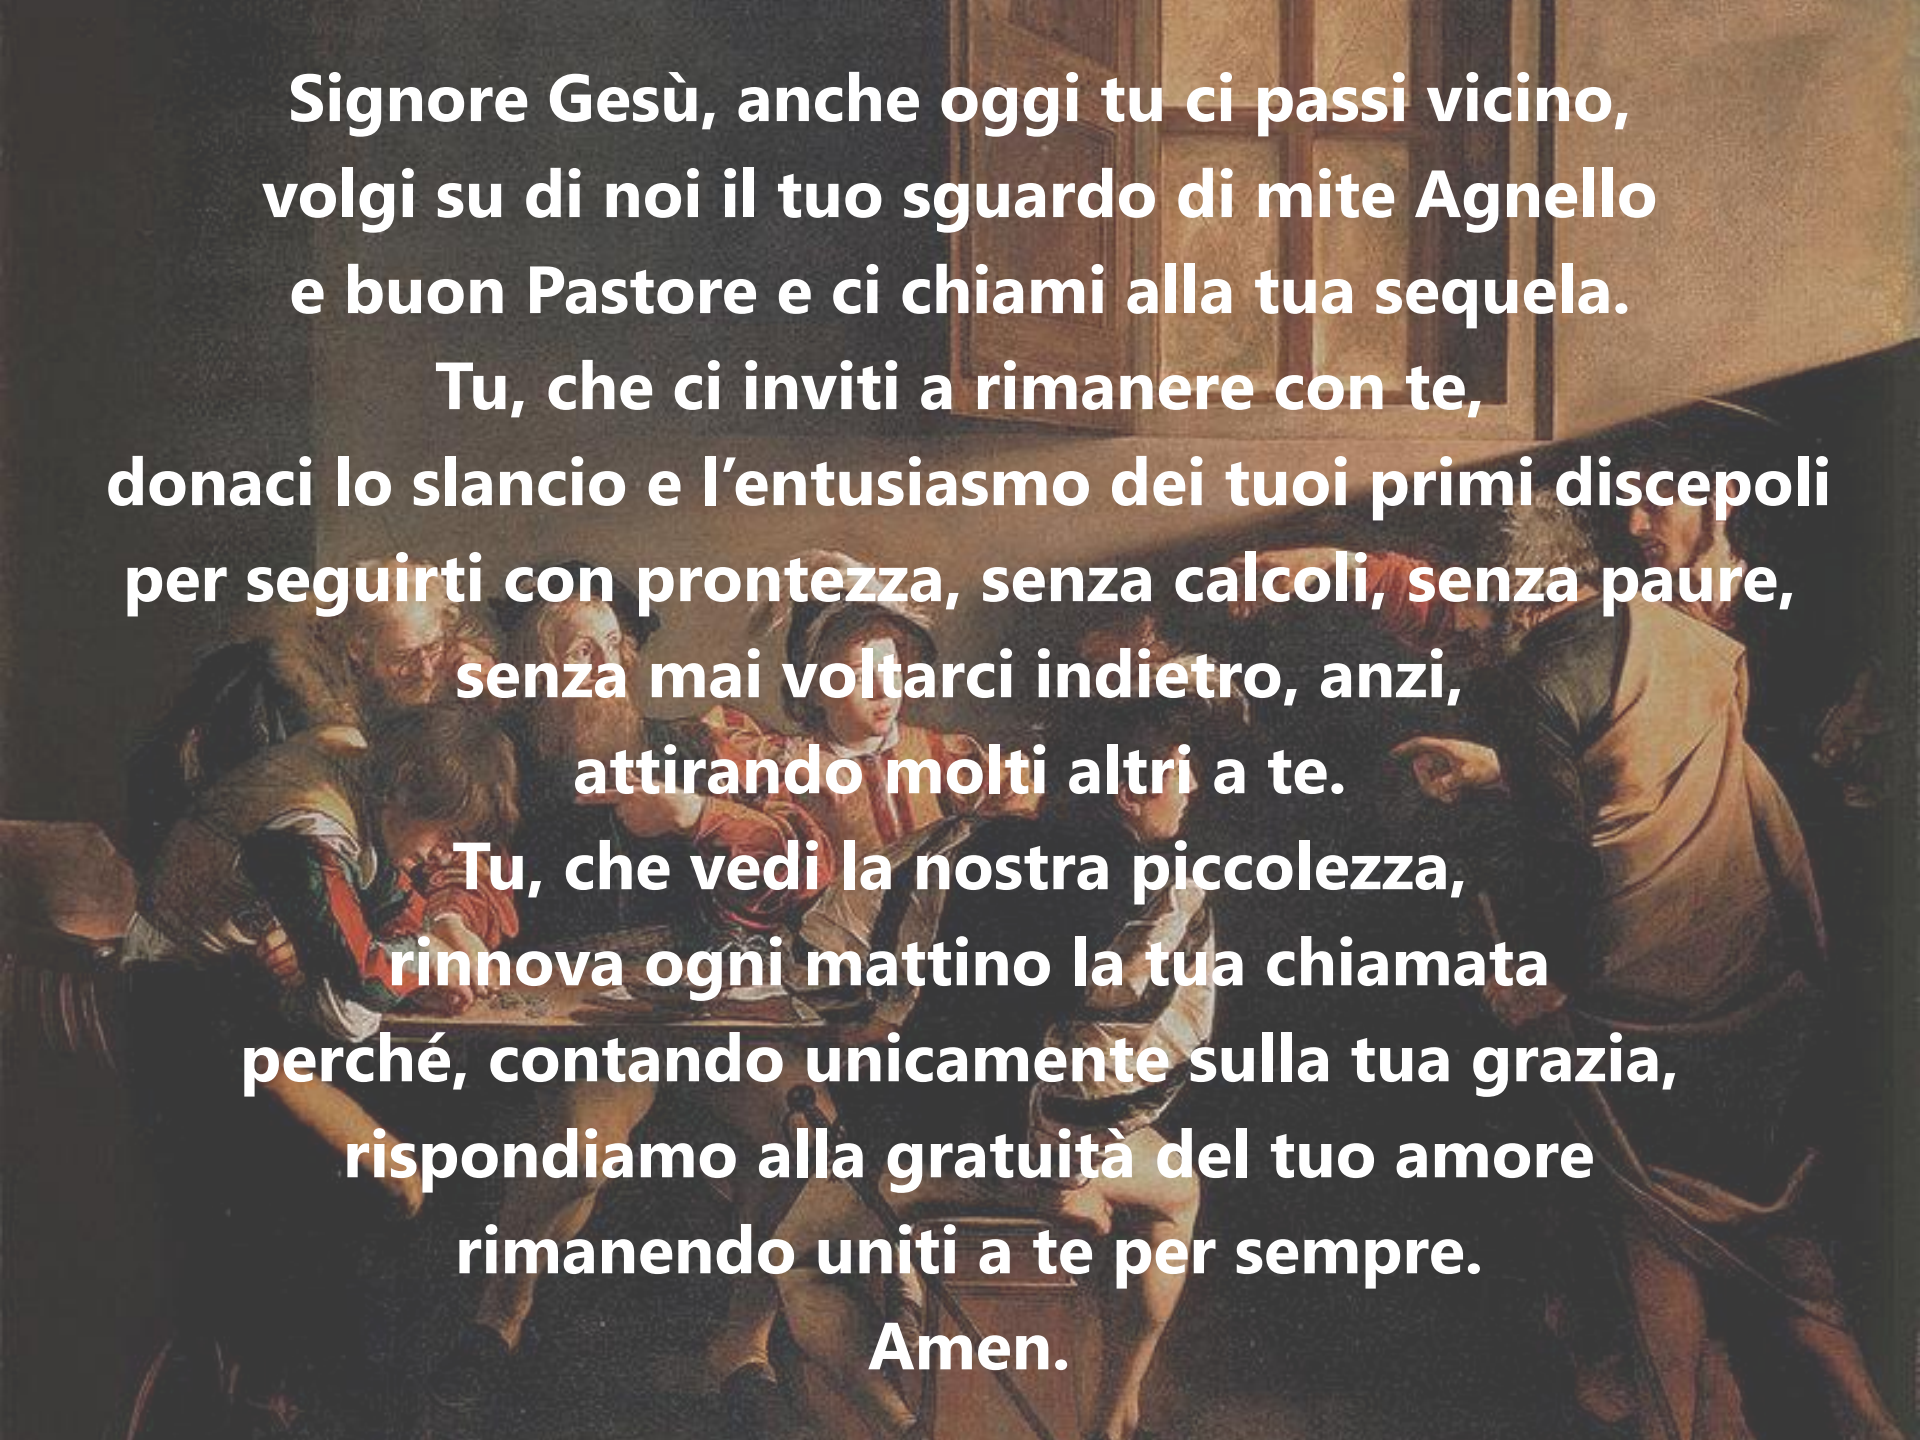 Signore Gesù, anche oggi tu ci passi vicino,
volgi su di noi il tuo sguardo di mite Agnello
e buon Pastore e ci chiami alla tua sequela.
Tu, che ci inviti a rimanere con te,
donaci lo slancio e l’entusiasmo dei tuoi primi discepoli
per seguirti con prontezza, senza calcoli, senza paure,
senza mai voltarci indietro, anzi,
attirando molti altri a te.
Tu, che vedi la nostra piccolezza,
rinnova ogni mattino la tua chiamata
perché, contando unicamente sulla tua grazia,
rispondiamo alla gratuità del tuo amore
rimanendo uniti a te per sempre.
Amen.